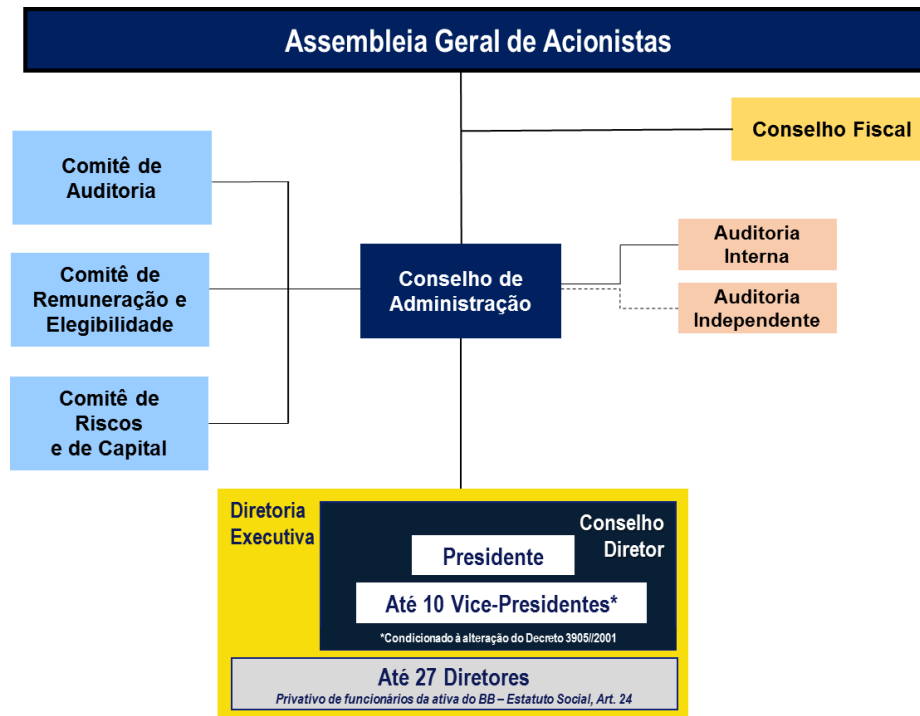 Assembleia Geral de Acionistas
Conselho Fiscal
Comitê de
Auditoria
Comitê de
Remuneração e
Elegibilidade
Comitê de
Riscos
e de Capital
Conselho de
Administração
Auditoria
Interna
Auditoria
Independente
Diretoria
Executiva
Conselho
Diretor
Presidente
Até 10 Vice-Presidentes*
*Condicionado à alteração do Decreto 3905//2001
Até 27 Diretores
Privativo de funcionários da ativa do BB – Estatuto Social, Art. 24